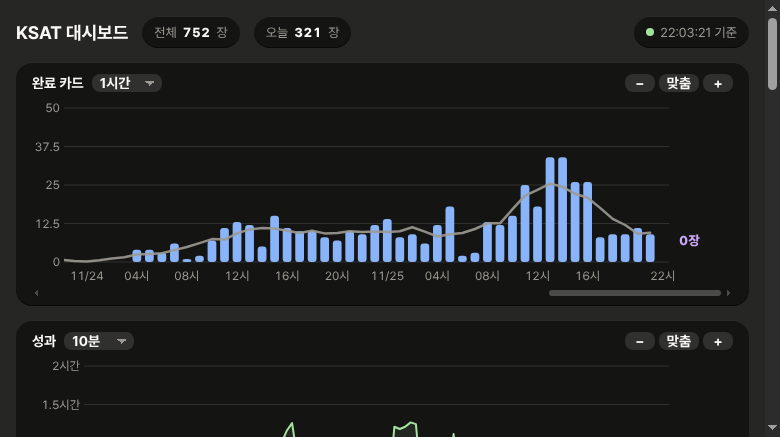 KSAT 대시보드 전체 752 장 오늘 321 장 22:03:21 기준
완료 카드 1시간 − 맞춤 +
50
37.5
25
12.5
0장
0
11/24 04시 08시 12시 16시 20시 11/25 04시 08시 12시 16시 22시
성과 10분 − 맞춤 +
2시간
1.5시간